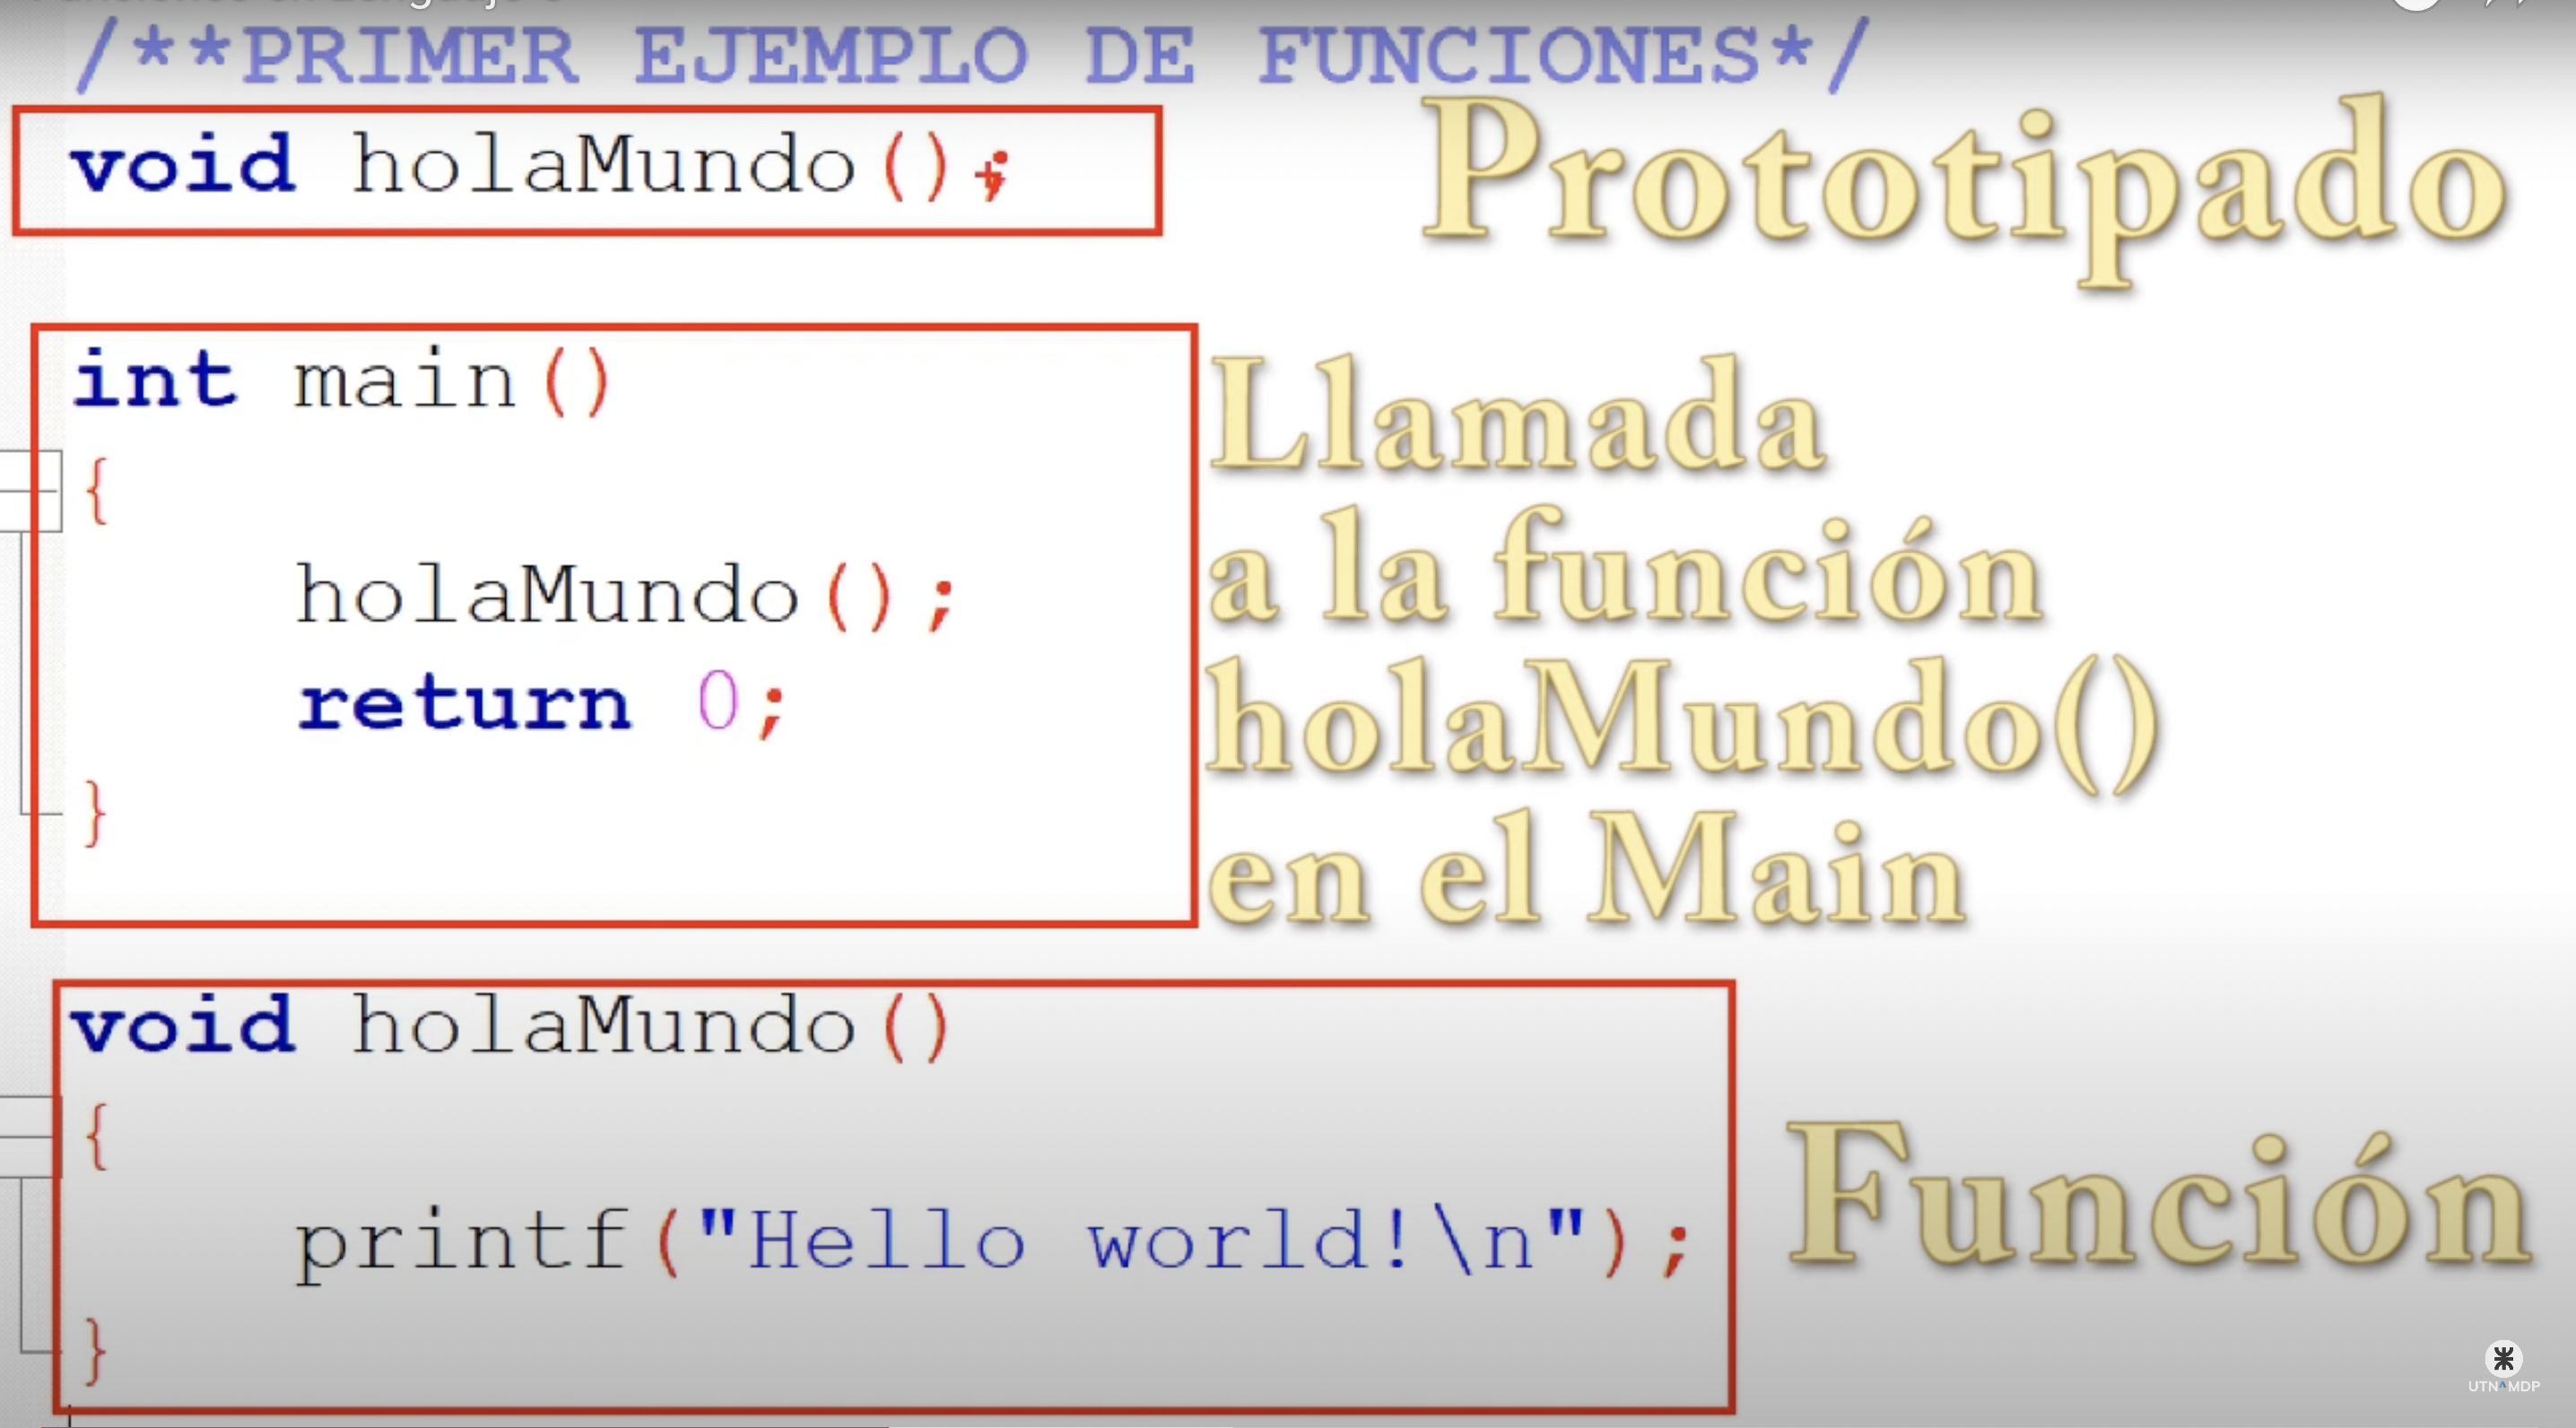 /**PRIMER EJEMPLO DE FUNCIONES*/
void holaMundo();
Prototipado
int main()
{
holaMundo();
return 0;
}
Llamada
a la función
holaMundo()
en el Main
void holaMundo()
{
printf("Hello world!\n");
}
Función
UTN MDP